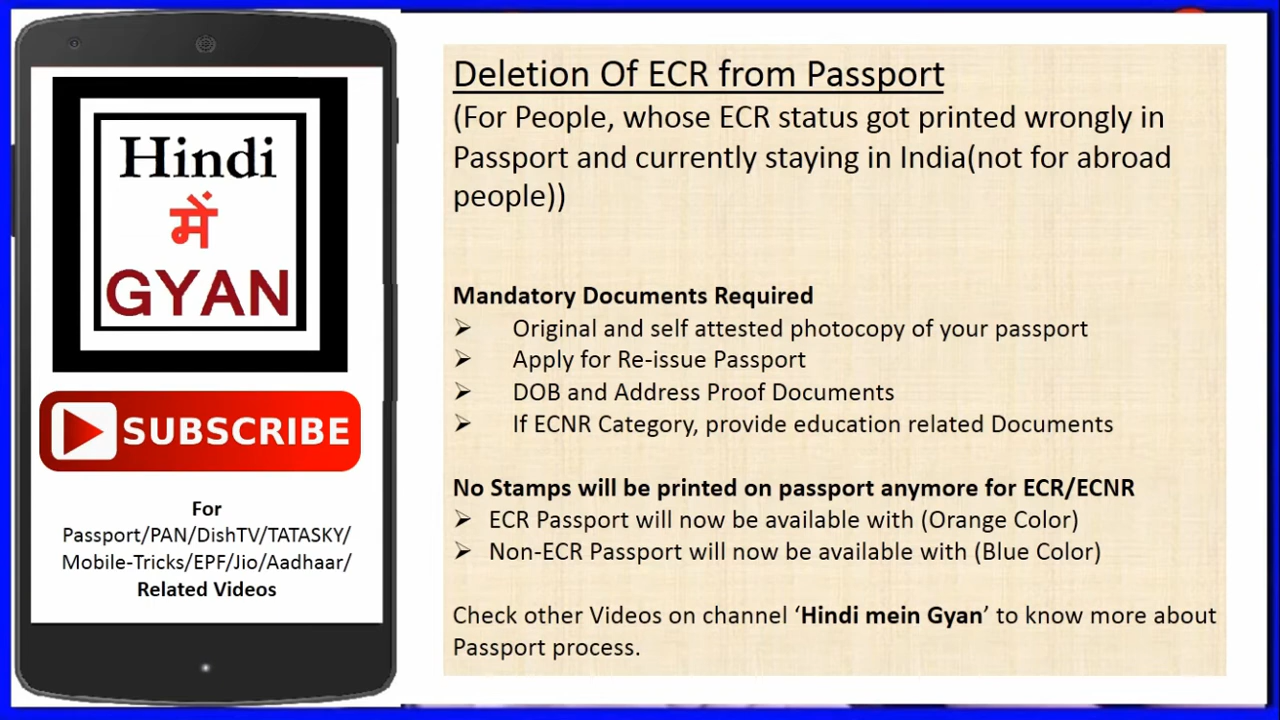 Hindi
में
GYAN
SUBSCRIBE
For
Passport/PAN/DishTV/TATASKY/
Mobile-Tricks/EPF/Jio/Aadhaar/
Related Videos
Deletion Of ECR from Passport
(For People, whose ECR status got printed wrongly in
Passport and currently staying in India(not for abroad
people))
Mandatory Documents Required
➢ Original and self attested photocopy of your passport
➢ Apply for Re-issue Passport
➢ DOB and Address Proof Documents
➢ If ECNR Category, provide education related Documents
No Stamps will be printed on passport anymore for ECR/ECNR
➢ ECR Passport will now be available with (Orange Color)
➢ Non-ECR Passport will now be available with (Blue Color)
Check other Videos on channel ‘Hindi mein Gyan’ to know more about
Passport process.